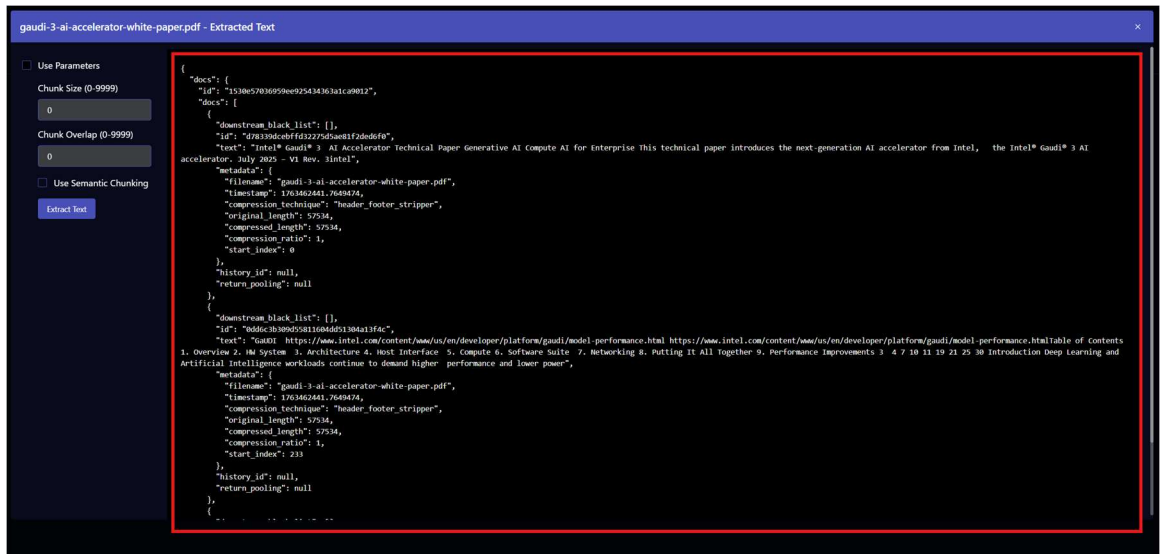 gaudi-3-ai-accelerator-white-paper.pdf - Extracted Text
×
Use Parameters
Chunk Size (0-9999)
0
Chunk Overlap (0-9999)
0
Use Semantic Chunking
Extract Text
{
"docs": {
"id": "1530e57036959ee925434363a1ca9012",
"docs": [
{
"downstream_black_list": [],
"id": "d78339dcebffd32275d5ae81f2ded6f0",
"text": "Intel® Gaudi® 3  AI Accelerator Technical Paper Generative AI Compute AI for Enterprise This technical paper introduces the next-generation AI accelerator from Intel,   the Intel® Gaudi® 3 AI
accelerator. July 2025 – V1 Rev. 3intel",
"metadata": {
"filename": "gaudi-3-ai-accelerator-white-paper.pdf",
"timestamp": 1763462441.7649474,
"compression_technique": "header_footer_stripper",
"original_length": 57534,
"compressed_length": 57534,
"compression_ratio": 1,
"start_index": 0
},
"history_id": null,
"return_pooling": null
},
{
"downstream_black_list": [],
"id": "0dd6c3b309d55811604dd51304a13f4c",
"text": "GaUDI  https://www.intel.com/content/www/us/en/developer/platform/gaudi/model-performance.html https://www.intel.com/content/www/us/en/developer/platform/gaudi/model-performance.htmlTable of Contents
1. Overview 2. HW System  3. Architecture 4. Host Interface  5. Compute 6. Software Suite  7. Networking 8. Putting It All Together 9. Performance Improvements 3  4 7 10 11 19 21 25 30 Introduction Deep Learning and
Artificial Intelligence workloads continue to demand higher  performance and lower power",
"metadata": {
"filename": "gaudi-3-ai-accelerator-white-paper.pdf",
"timestamp": 1763462441.7649474,
"compression_technique": "header_footer_stripper",
"original_length": 57534,
"compressed_length": 57534,
"compression_ratio": 1,
"start_index": 233
},
"history_id": null,
"return_pooling": null
},
{